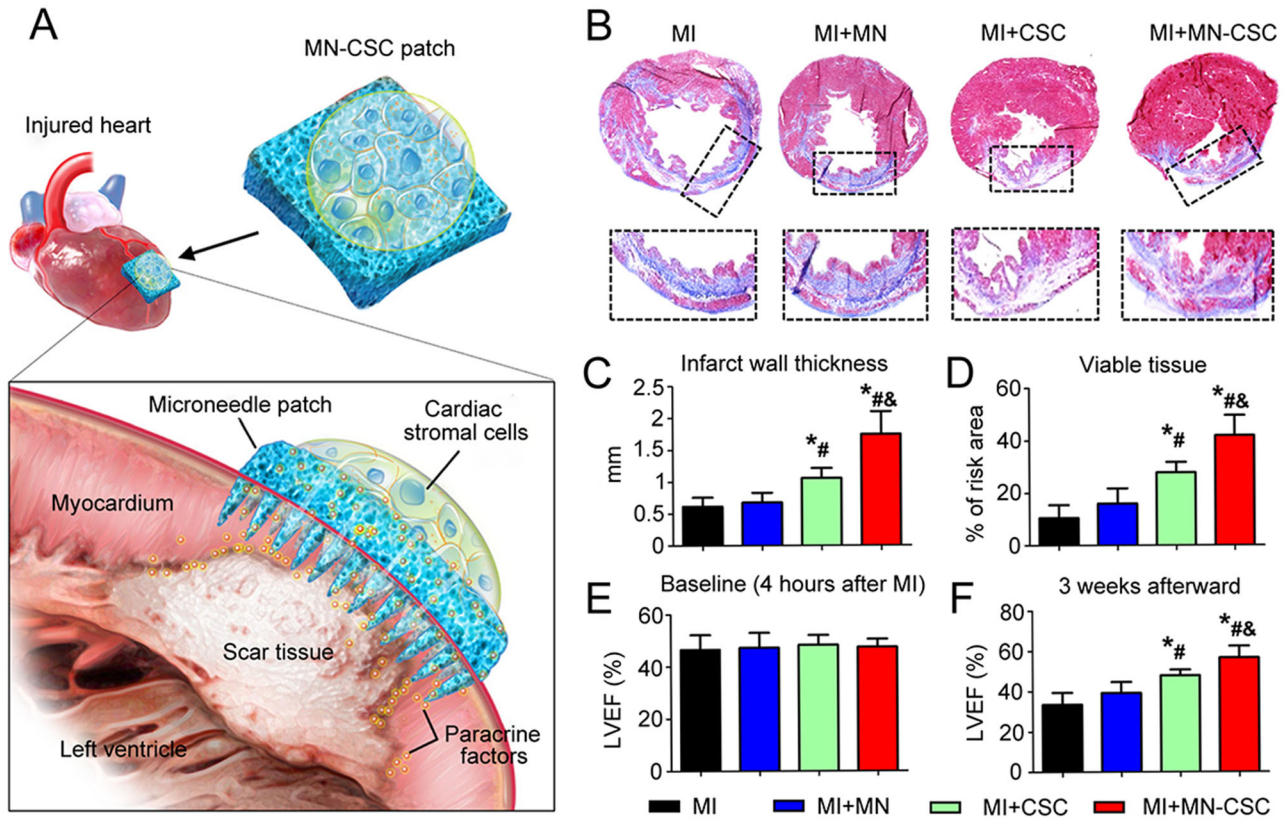 A
MN-CSC patch
Injured heart
Microneedle patch
Cardiac
stromal cells
Myocardium
Scar tissue
Left ventricle
Paracrine
factors
B
MI
MI+MN
MI+CSC
MI+MN-CSC
C
Infarct wall thickness
mm
2.5
2
1.5
1
0.5
0
*#
*#&
D
Viable tissue
% of risk area
60
40
20
0
*#
*#&
E
Baseline (4 hours after MI)
LVEF (%)
60
40
20
0
F
3 weeks afterward
LVEF (%)
80
60
40
20
0
*#
*#&
MI
MI+MN
MI+CSC
MI+MN-CSC